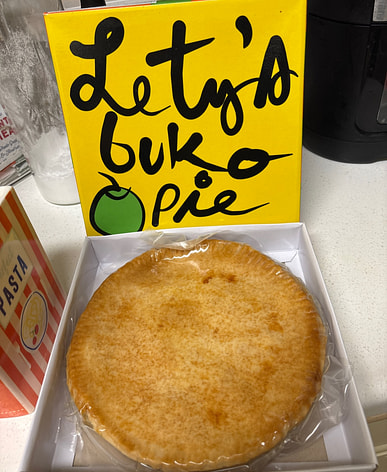 Lety's
buko
pie
PASTA